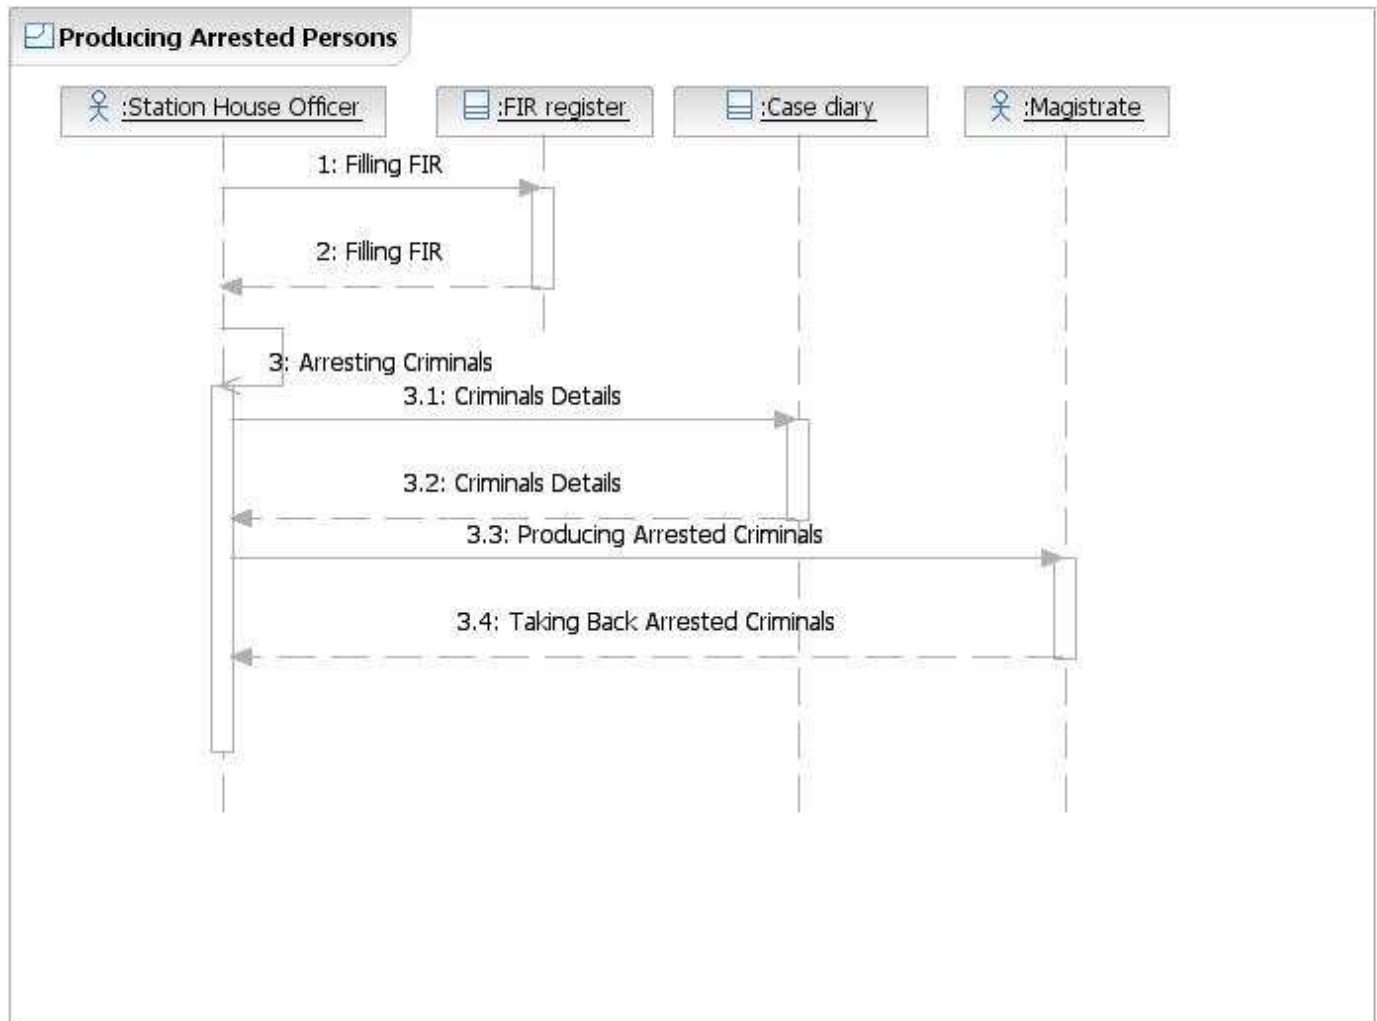 Producing Arrested Persons
:Station House Officer
:FIR register
:Case diary
:Magistrate
1: Filling FIR
2: Filling FIR
3: Arresting Criminals
3.1: Criminals Details
3.2: Criminals Details
3.3: Producing Arrested Criminals
3.4: Taking Back Arrested Criminals